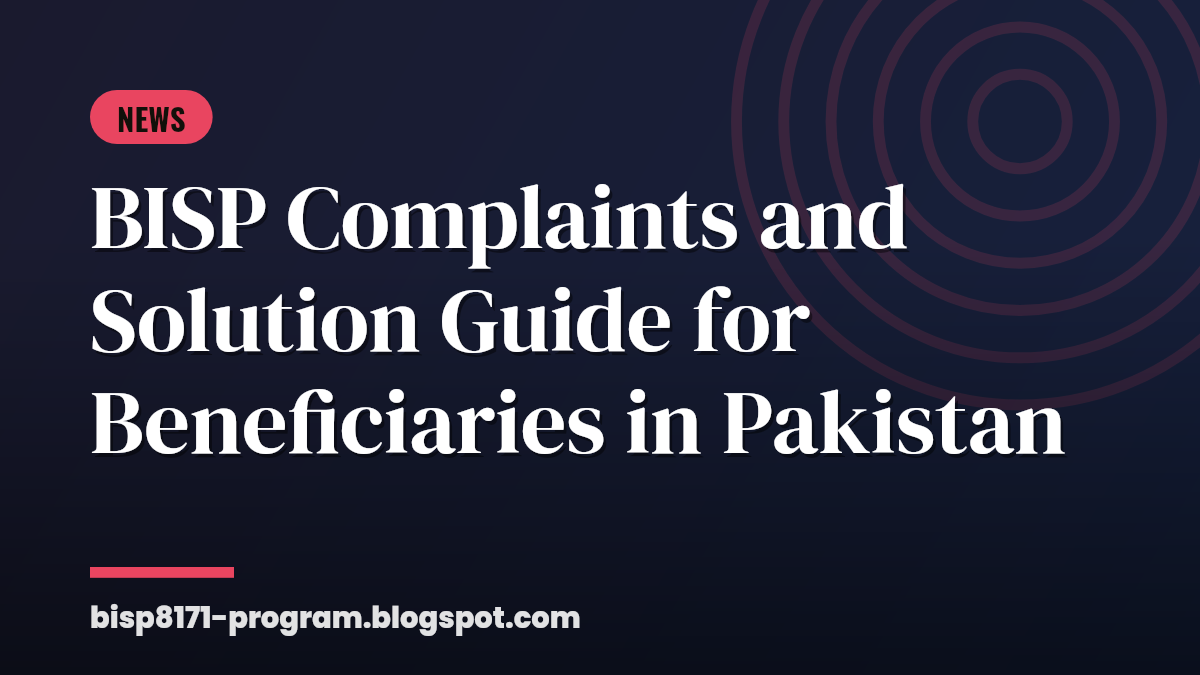 NEWS
BISP Complaints and
Solution Guide for
Beneficiaries in Pakistan
bisp8171-program.blogspot.com